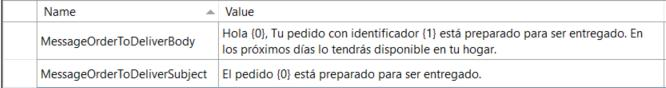 Name Value
MessageOrderToDeliverBody Hola {0}, Tu pedido con identificador {1} está preparado para ser entregado. En
los próximos días lo tendrás disponible en tu hogar.
MessageOrderToDeliverSubject El pedido {0} está preparado para ser entregado.